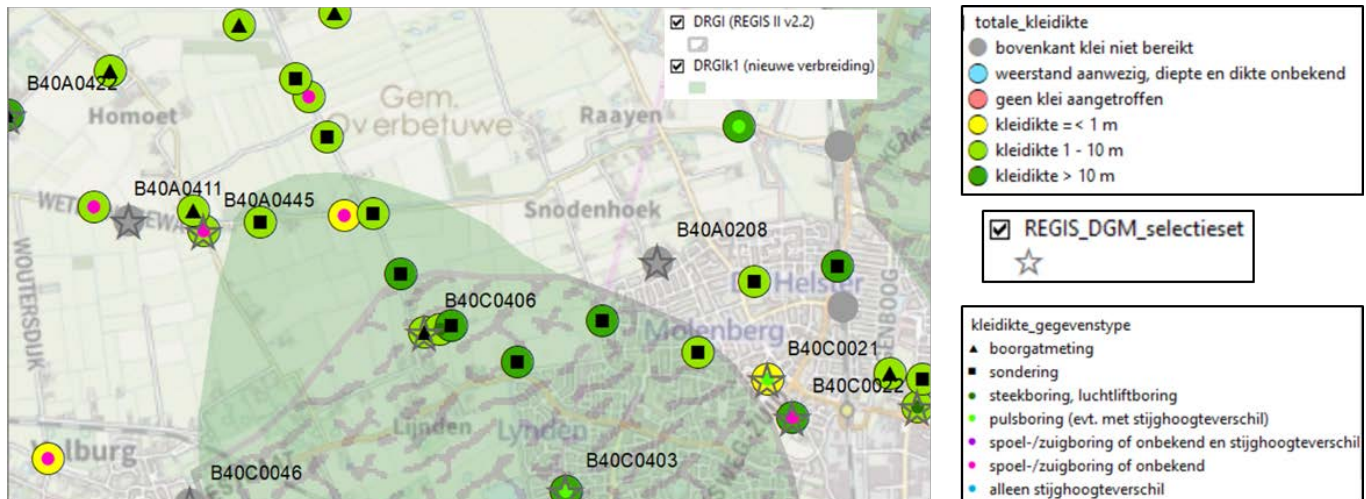 DRGI (REGIS II v2.2)
DRGIk1 (nieuwe verbreiding)
B40A0422
Homoet
Gem.
Overbetuwe
Raayen
B40A0411
B40A0445
Snodenhoek
B40A0208
WOUTERSDIJK
De Helster
B40C0406
Molenberg
B40C0021
B40C0022
Lijnden
Lynden
B40C0046
B40C0403
totale_kleidikte
bovenkant klei niet bereikt
weerstand aanwezig, diepte en dikte onbekend
geen klei aangetroffen
kleidikte =< 1 m
kleidikte 1 - 10 m
kleidikte > 10 m
REGIS_DGM_selectieset
kleidikte_gegevenstype
boorgatmeting
sondering
steekboring, luchtliftboring
pulsboring (evt. met stijghoogteverschil)
spoel-/zuigboring of onbekend en stijghoogteverschil
spoel-/zuigboring of onbekend
alleen stijghoogteverschil